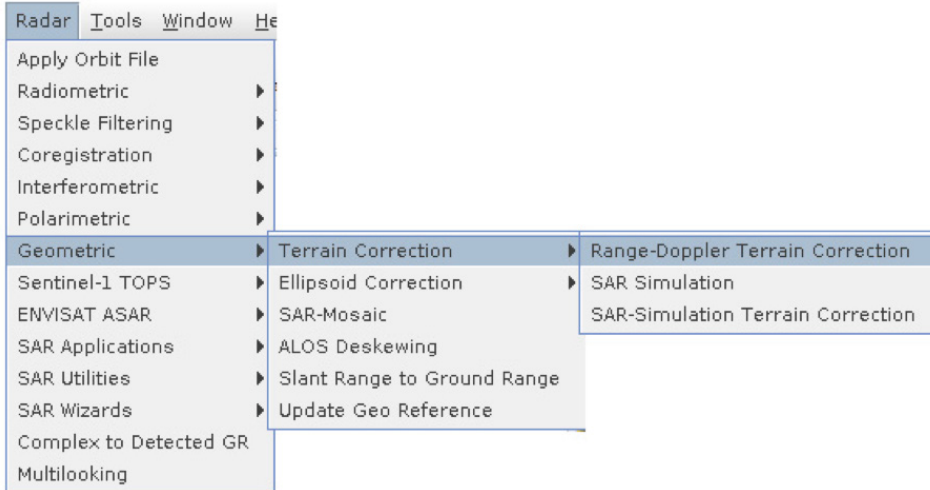 Radar Tools Window He
Apply Orbit File
Radiometric
Speckle Filtering
Coregistration
Interferometric
Polarimetric
Geometric
Sentinel-1 TOPS
ENVISAT ASAR
SAR Applications
SAR Utilities
SAR Wizards
Complex to Detected GR
Multilooking
Terrain Correction
Ellipsoid Correction
SAR-Mosaic
ALOS Deskewing
Slant Range to Ground Range
Update Geo Reference
Range-Doppler Terrain Correction
SAR Simulation
SAR-Simulation Terrain Correction